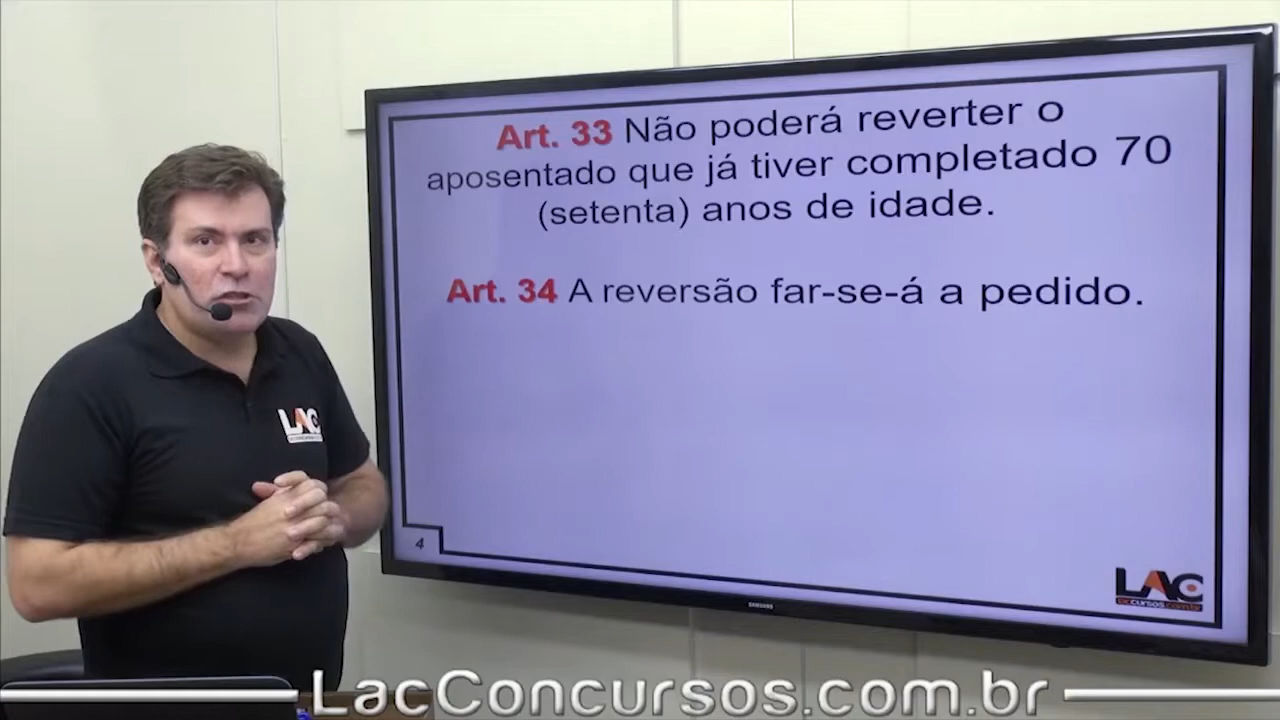 Art. 33 Não poderá reverter o
aposentado que já tiver completado 70
(setenta) anos de idade.
Art. 34 A reversão far-se-á a pedido.
LAC
4
LAC
SAMSUNG
LacConcursos.com.br